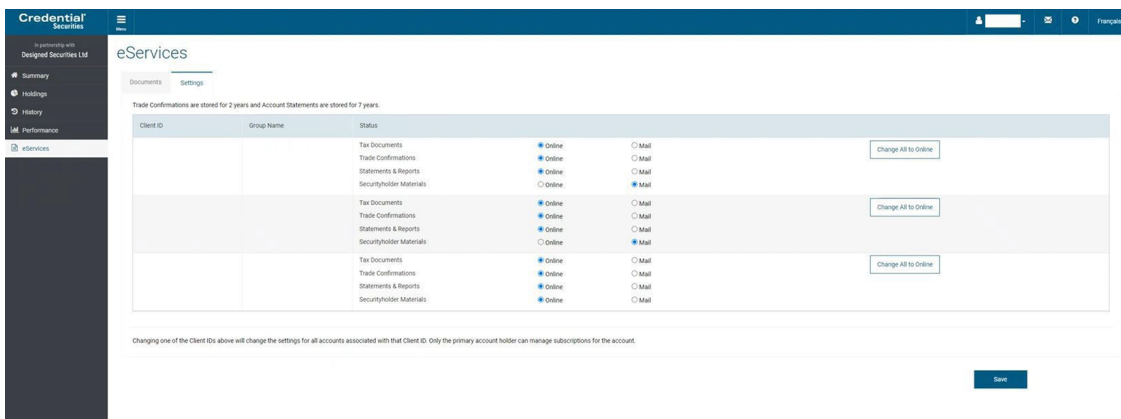 Credential
Securities
Menu
Français
In partnership with
Designed Securities Ltd
Summary
Holdings
History
Performance
eServices
eServices
Documents Settings
Trade Confirmations are stored for 2 years and Account Statements are stored for 7 years.
Client ID Group Name Status
Tax Documents Online Mail Change All to Online
Trade Confirmations Online Mail
Statements & Reports Online Mail
Securityholder Materials Online Mail
Tax Documents Online Mail Change All to Online
Trade Confirmations Online Mail
Statements & Reports Online Mail
Securityholder Materials Online Mail
Tax Documents Online Mail Change All to Online
Trade Confirmations Online Mail
Statements & Reports Online Mail
Securityholder Materials Online Mail
Changing one of the Client IDs above will change the settings for all accounts associated with that Client ID. Only the primary account holder can manage subscriptions for the account.
Save